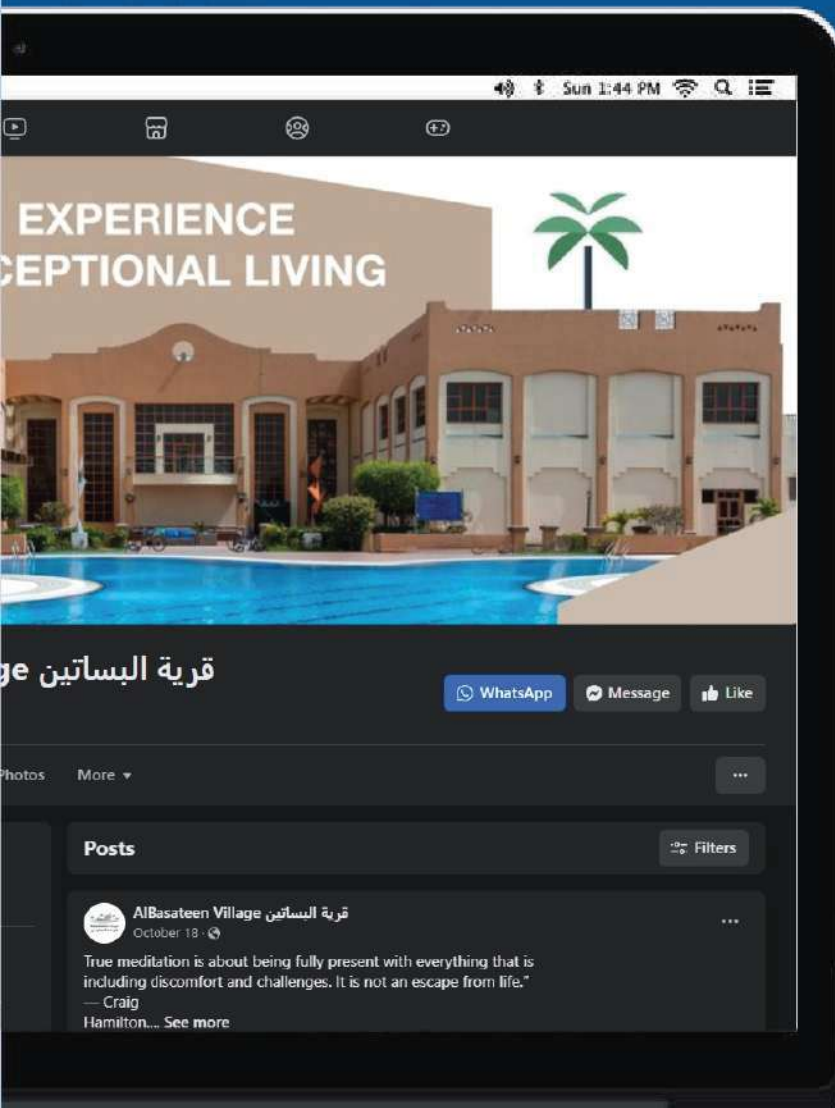 Sun 1:44 PM
EXPERIENCE
CEPTIONAL LIVING
ge قرية البساتين
WhatsApp
Message
Like
Photos
More
Posts
Filters
AlBasateen Village قرية البساتين
October 18 ·
True meditation is about being fully present with everything that is
including discomfort and challenges. It is not an escape from life."
— Craig
Hamilton.... See more